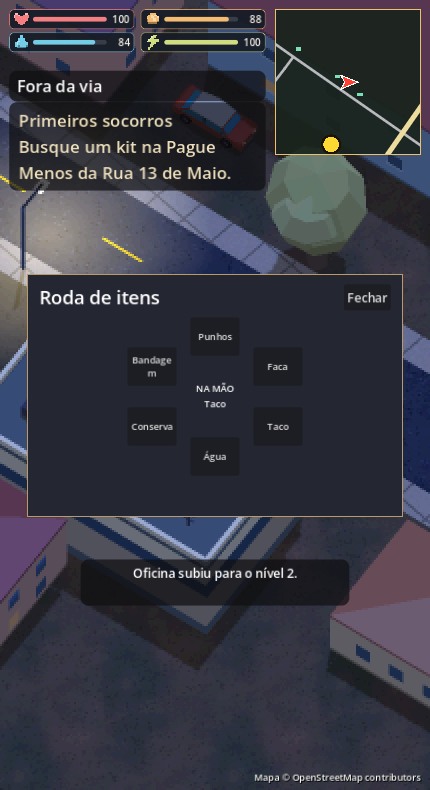 100
88
84
100
Fora da via
Primeiros socorros
Busque um kit na Pague
Menos da Rua 13 de Maio.
Roda de itens
Fechar
Punhos
Bandage
m
Faca
NA MÃO
Taco
Conserva
Taco
Água
Oficina subiu para o nível 2.
Mapa © OpenStreetMap contributors